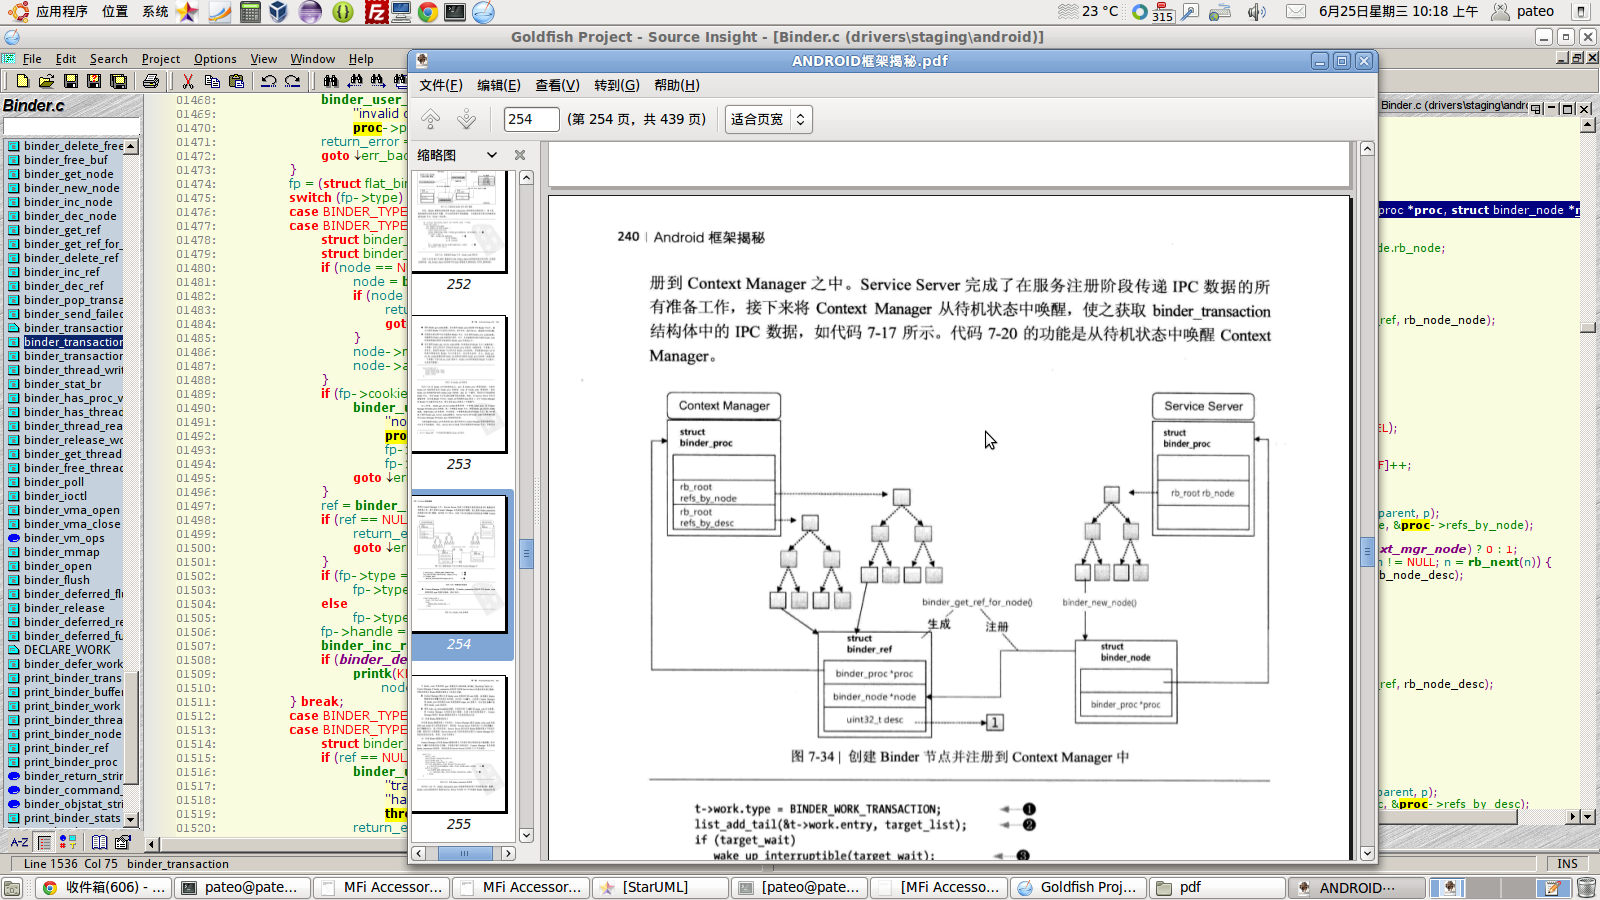 应用程序 位置 系统
23 °C
315
6月25日星期三 10:18 上午
pateo
Goldfish Project - Source Insight - [Binder.c (drivers\staging\android)]
File Edit Search Project Options View Window Help
Binder.c
binder_delete_free
binder_free_buf
binder_get_node
binder_new_node
binder_inc_node
binder_dec_node
binder_get_ref
binder_get_ref_for_
binder_delete_ref
binder_inc_ref
binder_dec_ref
binder_pop_transa
binder_send_failed
binder_transaction
binder_transaction
binder_transaction
binder_thread_writ
binder_stat_br
binder_has_proc_v
binder_has_thread
binder_thread_rea
binder_release_wo
binder_get_thread
binder_free_thread
binder_poll
binder_ioctl
binder_vma_open
binder_vma_close
binder_vm_ops
binder_mmap
binder_open
binder_flush
binder_deferred_flu
binder_release
binder_deferred_re
binder_deferred_fu
DECLARE_WORK
binder_defer_work
print_binder_trans
print_binder_buffe
print_binder_work
print_binder_threa
print_binder_node
print_binder_ref
print_binder_proc
binder_return_strin
binder_command_
binder_objstat_stri
print_binder_stats
A-Z
01468: binder_user_
01469: "invalid o
01470: proc->p
01471: return_error =
01472: goto ↓err_bad
01473: }
01474: fp = (struct flat_bin
01475: switch (fp->type)
01476: case BINDER_TYPE
01477: case BINDER_TYPE
01478: struct binder_
01479: struct binder_
01480: if (node == NU
01481: node = b
01482: if (node
01483: retu
01484: got
01485: }
01486: node->m
01487: node->a
01488: }
01489: if (fp->cookie
01490: binder_u
01491: "no
01492: pro
01493: fp-
01494: fp-
01495: goto ↓er
01496: }
01497: ref = binder_
01498: if (ref == NUL
01499: return_e
01500: goto ↓er
01501: }
01502: if (fp->type =
01503: fp->type
01504: else
01505: fp->type
01506: fp->handle =
01507: binder_inc_r
01508: if (binder_de
01509: printk(KE
01510: node
01511: } break;
01512: case BINDER_TYPE
01513: case BINDER_TYPE
01514: struct binder_
01515: if (ref == NUL
01516: binder_u
01517: "tra
01518: "ha
01519: thre
01520: return_e
Line 1536 Col 75 binder_transaction
INS
ANDROID框架揭秘.pdf
文件(F) 编辑(E) 查看(V) 转到(G) 帮助(H)
254 (第 254 页，共 439 页) 适合页宽
缩略图
252
253
254
255
240 | Android 框架揭秘
册到 Context Manager 之中。Service Server 完成了在服务注册阶段传递 IPC 数据的所
有准备工作，接下来将 Context Manager 从待机状态中唤醒，使之获取 binder_transaction
结构体中的 IPC 数据，如代码 7-17 所示。代码 7-20 的功能是从待机状态中唤醒 Context
Manager。
Context Manager
struct
binder_proc
rb_root
refs_by_node
rb_root
refs_by_desc
Service Server
struct
binder_proc
rb_root rb_node
binder_get_ref_for_node()
生成
注册
binder_new_node()
struct
binder_ref
binder_proc *proc
binder_node *node
uint32_t desc
1
struct
binder_node
binder_proc *proc
图 7-34 | 创建 Binder 节点并注册到 Context Manager 中
t->work.type = BINDER_WORK_TRANSACTION; ❶
list_add_tail(&t->work.entry, target_list); ❷
if (target_wait)
wake_up_interruptible(target_wait); ❸
Binder.c (drivers\staging\andro
proc *proc, struct binder_node *n
de.rb_node;
ref, rb_node_node);
EL);
F]++;
parent, p);
e, &proc->refs_by_node);
xt_mgr_node) ? 0 : 1;
n != NULL; n = rb_next(n)) {
b_node_desc);
ref, rb_node_desc);
parent, p);
c, &proc->refs_by_desc);
收件箱(606) - ...
pateo@pate...
MFi Accessor...
MFi Accessor...
[StarUML]
[pateo@pate...
[MFi Accesso...
Goldfish Proj...
pdf
ANDROID···